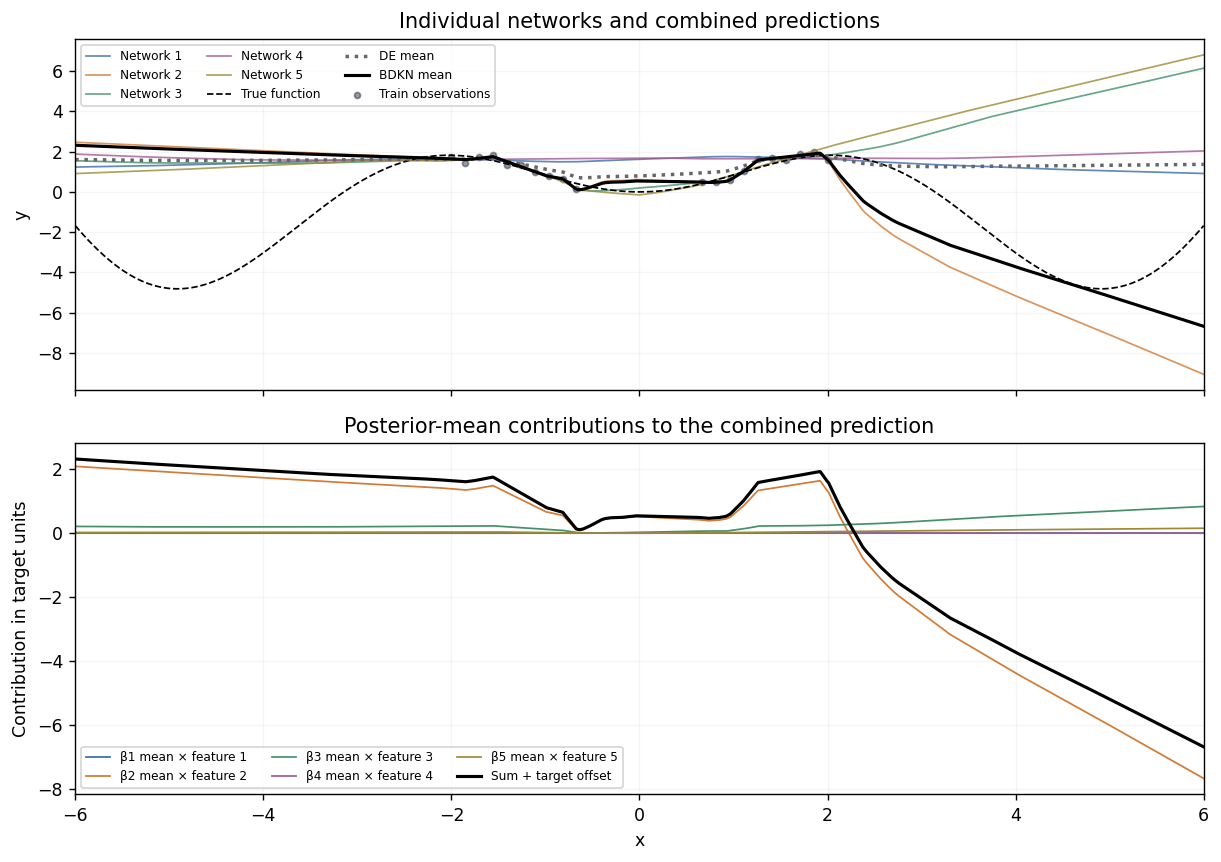 Individual networks and combined predictions
Network 1 Network 4 DE mean
Network 2 Network 5 BDKN mean
Network 3 True function Train observations
6
4
2
0
−2
−4
−6
−8
y
Posterior-mean contributions to the combined prediction
2
0
−2
−4
−6
−8
Contribution in target units
β1 mean × feature 1 β3 mean × feature 3 β5 mean × feature 5
β2 mean × feature 2 β4 mean × feature 4 Sum + target offset
−6 −4 −2 0 2 4 6
x